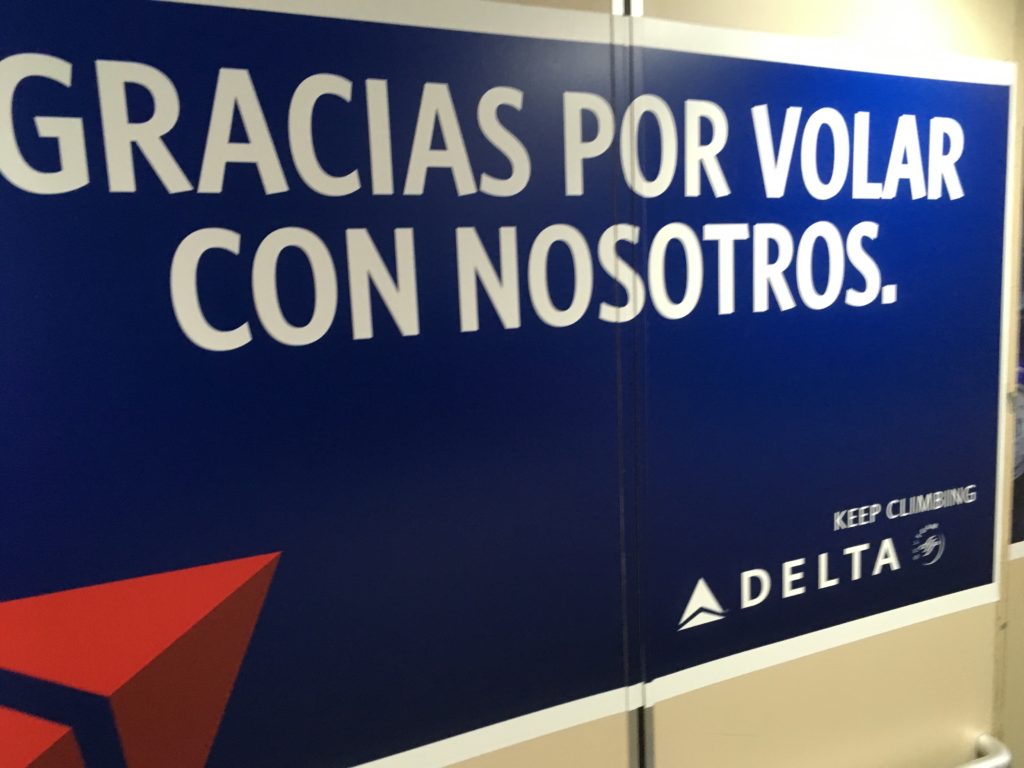 GRACIAS POR VOLAR
CON NOSOTROS.
KEEP CLIMBING
DELTA